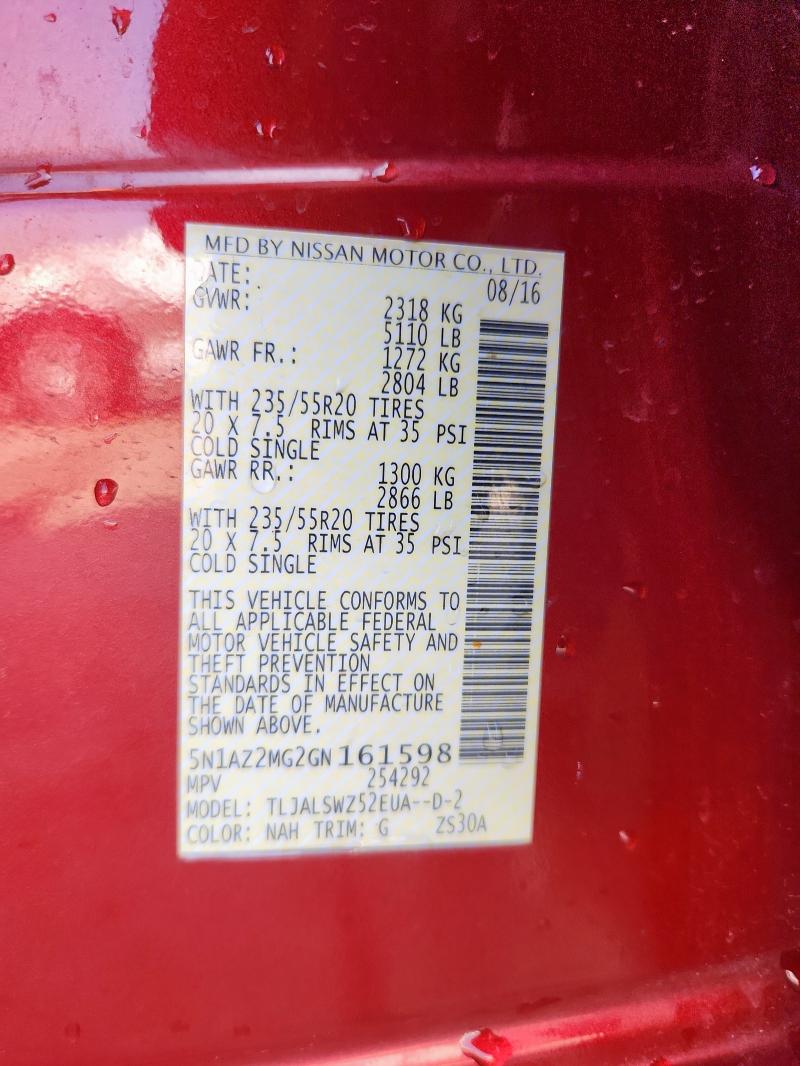 MFD BY NISSAN MOTOR CO., LTD.
DATE: 08/16
GVWR: 2318 KG
5110 LB
GAWR FR.: 1272 KG
2804 LB
WITH 235/55R20 TIRES
20 X 7.5 RIMS AT 35 PSI
COLD SINGLE
GAWR RR.: 1300 KG
2866 LB
WITH 235/55R20 TIRES
20 X 7.5 RIMS AT 35 PSI
COLD SINGLE
THIS VEHICLE CONFORMS TO
ALL APPLICABLE FEDERAL
MOTOR VEHICLE SAFETY AND
THEFT PREVENTION
STANDARDS IN EFFECT ON
THE DATE OF MANUFACTURE
SHOWN ABOVE.
5N1AZ2MG2GN161598
MPV 254292
MODEL: TLJALSWZ52EUA--D-2
COLOR: NAH TRIM: G ZS30A